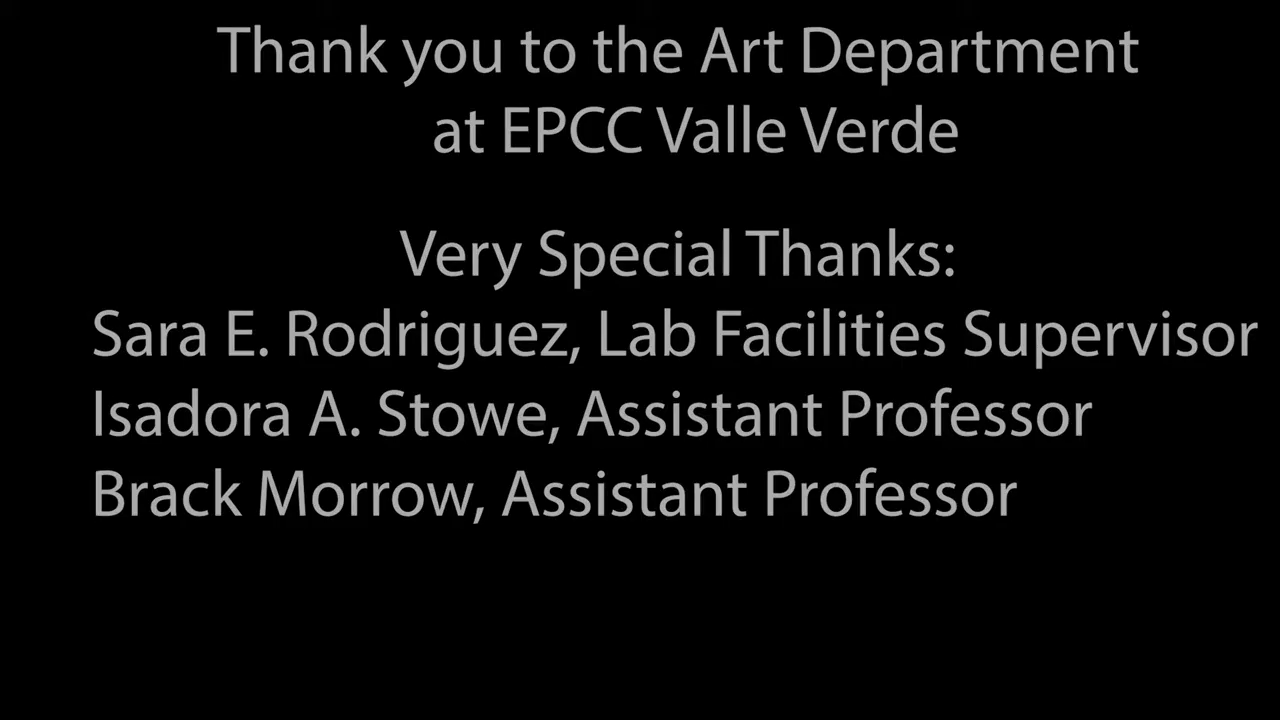 Thank you to the Art Department
at EPCC Valle Verde
Very Special Thanks:
Sara E. Rodriguez, Lab Facilities Supervisor
Isadora A. Stowe, Assistant Professor
Brack Morrow, Assistant Professor